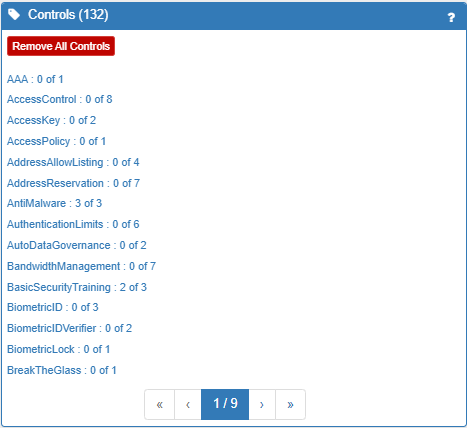 Controls (132) ?
Remove All Controls
AAA : 0 of 1
AccessControl : 0 of 8
AccessKey : 0 of 2
AccessPolicy : 0 of 1
AddressAllowListing : 0 of 4
AddressReservation : 0 of 7
AntiMalware : 3 of 3
AuthenticationLimits : 0 of 6
AutoDataGovernance : 0 of 2
BandwidthManagement : 0 of 7
BasicSecurityTraining : 2 of 3
BiometricID : 0 of 3
BiometricIDVerifier : 0 of 2
BiometricLock : 0 of 1
BreakTheGlass : 0 of 1
« ‹ 1 / 9 › »